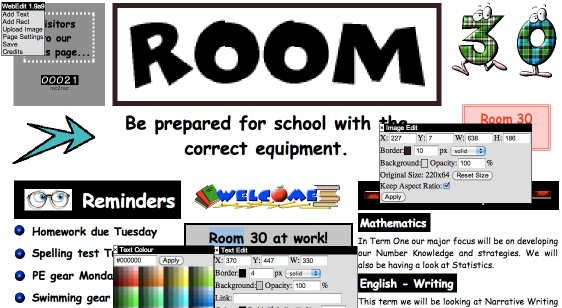 WebEdit 1.9a9
Add Text
Add Rect
Upload Image
Page Settings
Save
Credits
isitors
o our
s page...
00021
rec2rec
ROOM
30
Be prepared for school with the
correct equipment.
Room 30
Image Edit
X: 227 Y: 7 W: 638 H: 186
Border: 10 px solid
Background: Opacity: 100 %
Original Size: 220x64 Reset Size
Keep Aspect Ratio:
Apply
Reminders
WELCOME
Homework due Tuesday
Spelling test T
PE gear Monda
Swimming gear
Room 30 at work!
Text Colour
#000000 Apply
Text Edit
X: 370 Y: 447 W: 330
Border: 4 px solid
Background: Opacity: 100 %
Link:
Mathematics
In Term One our major focus will be on developing
our Number Knowledge and strategies. We will
also be having a look at Statistics.
English - Writing
This term we will be looking at Narrative Writing